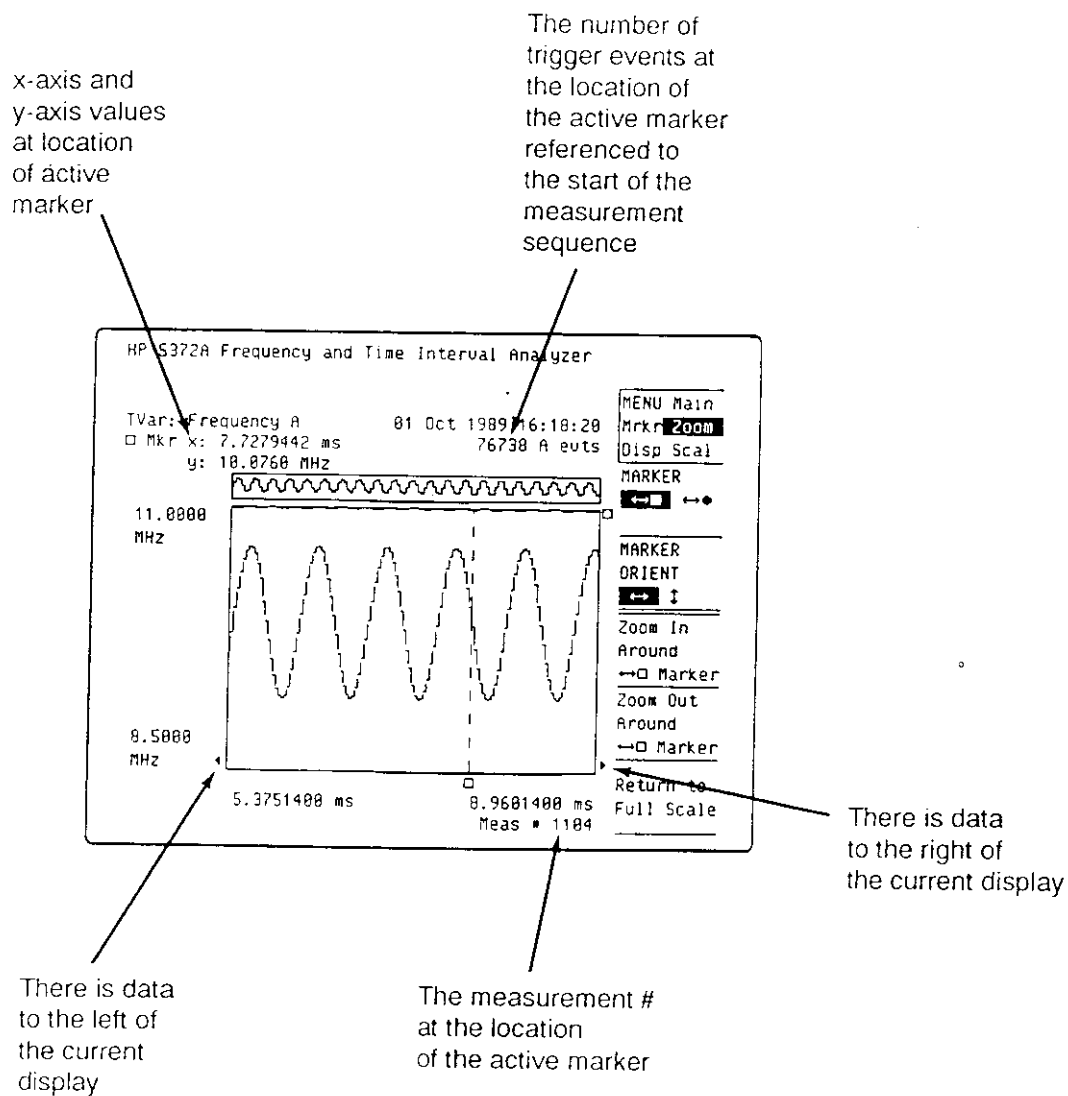 The number of
trigger events at
the location of
the active marker
referenced to
the start of the
measurement
sequence
x-axis and
y-axis values
at location
of active
marker
HP 5372A Frequency and Time Interval Analyzer
TVar: Frequency A
01 Oct 1989 16:18:20
□ Mkr x: 7.7279442 ms
76738 A evts
y: 10.0760 MHz
MENU Main
Mrkr Zoom
Disp Scal
MARKER
11.0000
MHz
MARKER
ORIENT
Zoom In
Around
↔□ Marker
Zoom Out
Around
↔□ Marker
8.5000
MHz
Return to
Full Scale
5.3751400 ms
8.9601400 ms
Meas # 1104
There is data
to the right of
the current display
There is data
to the left of
the current
display
The measurement #
at the location
of the active marker